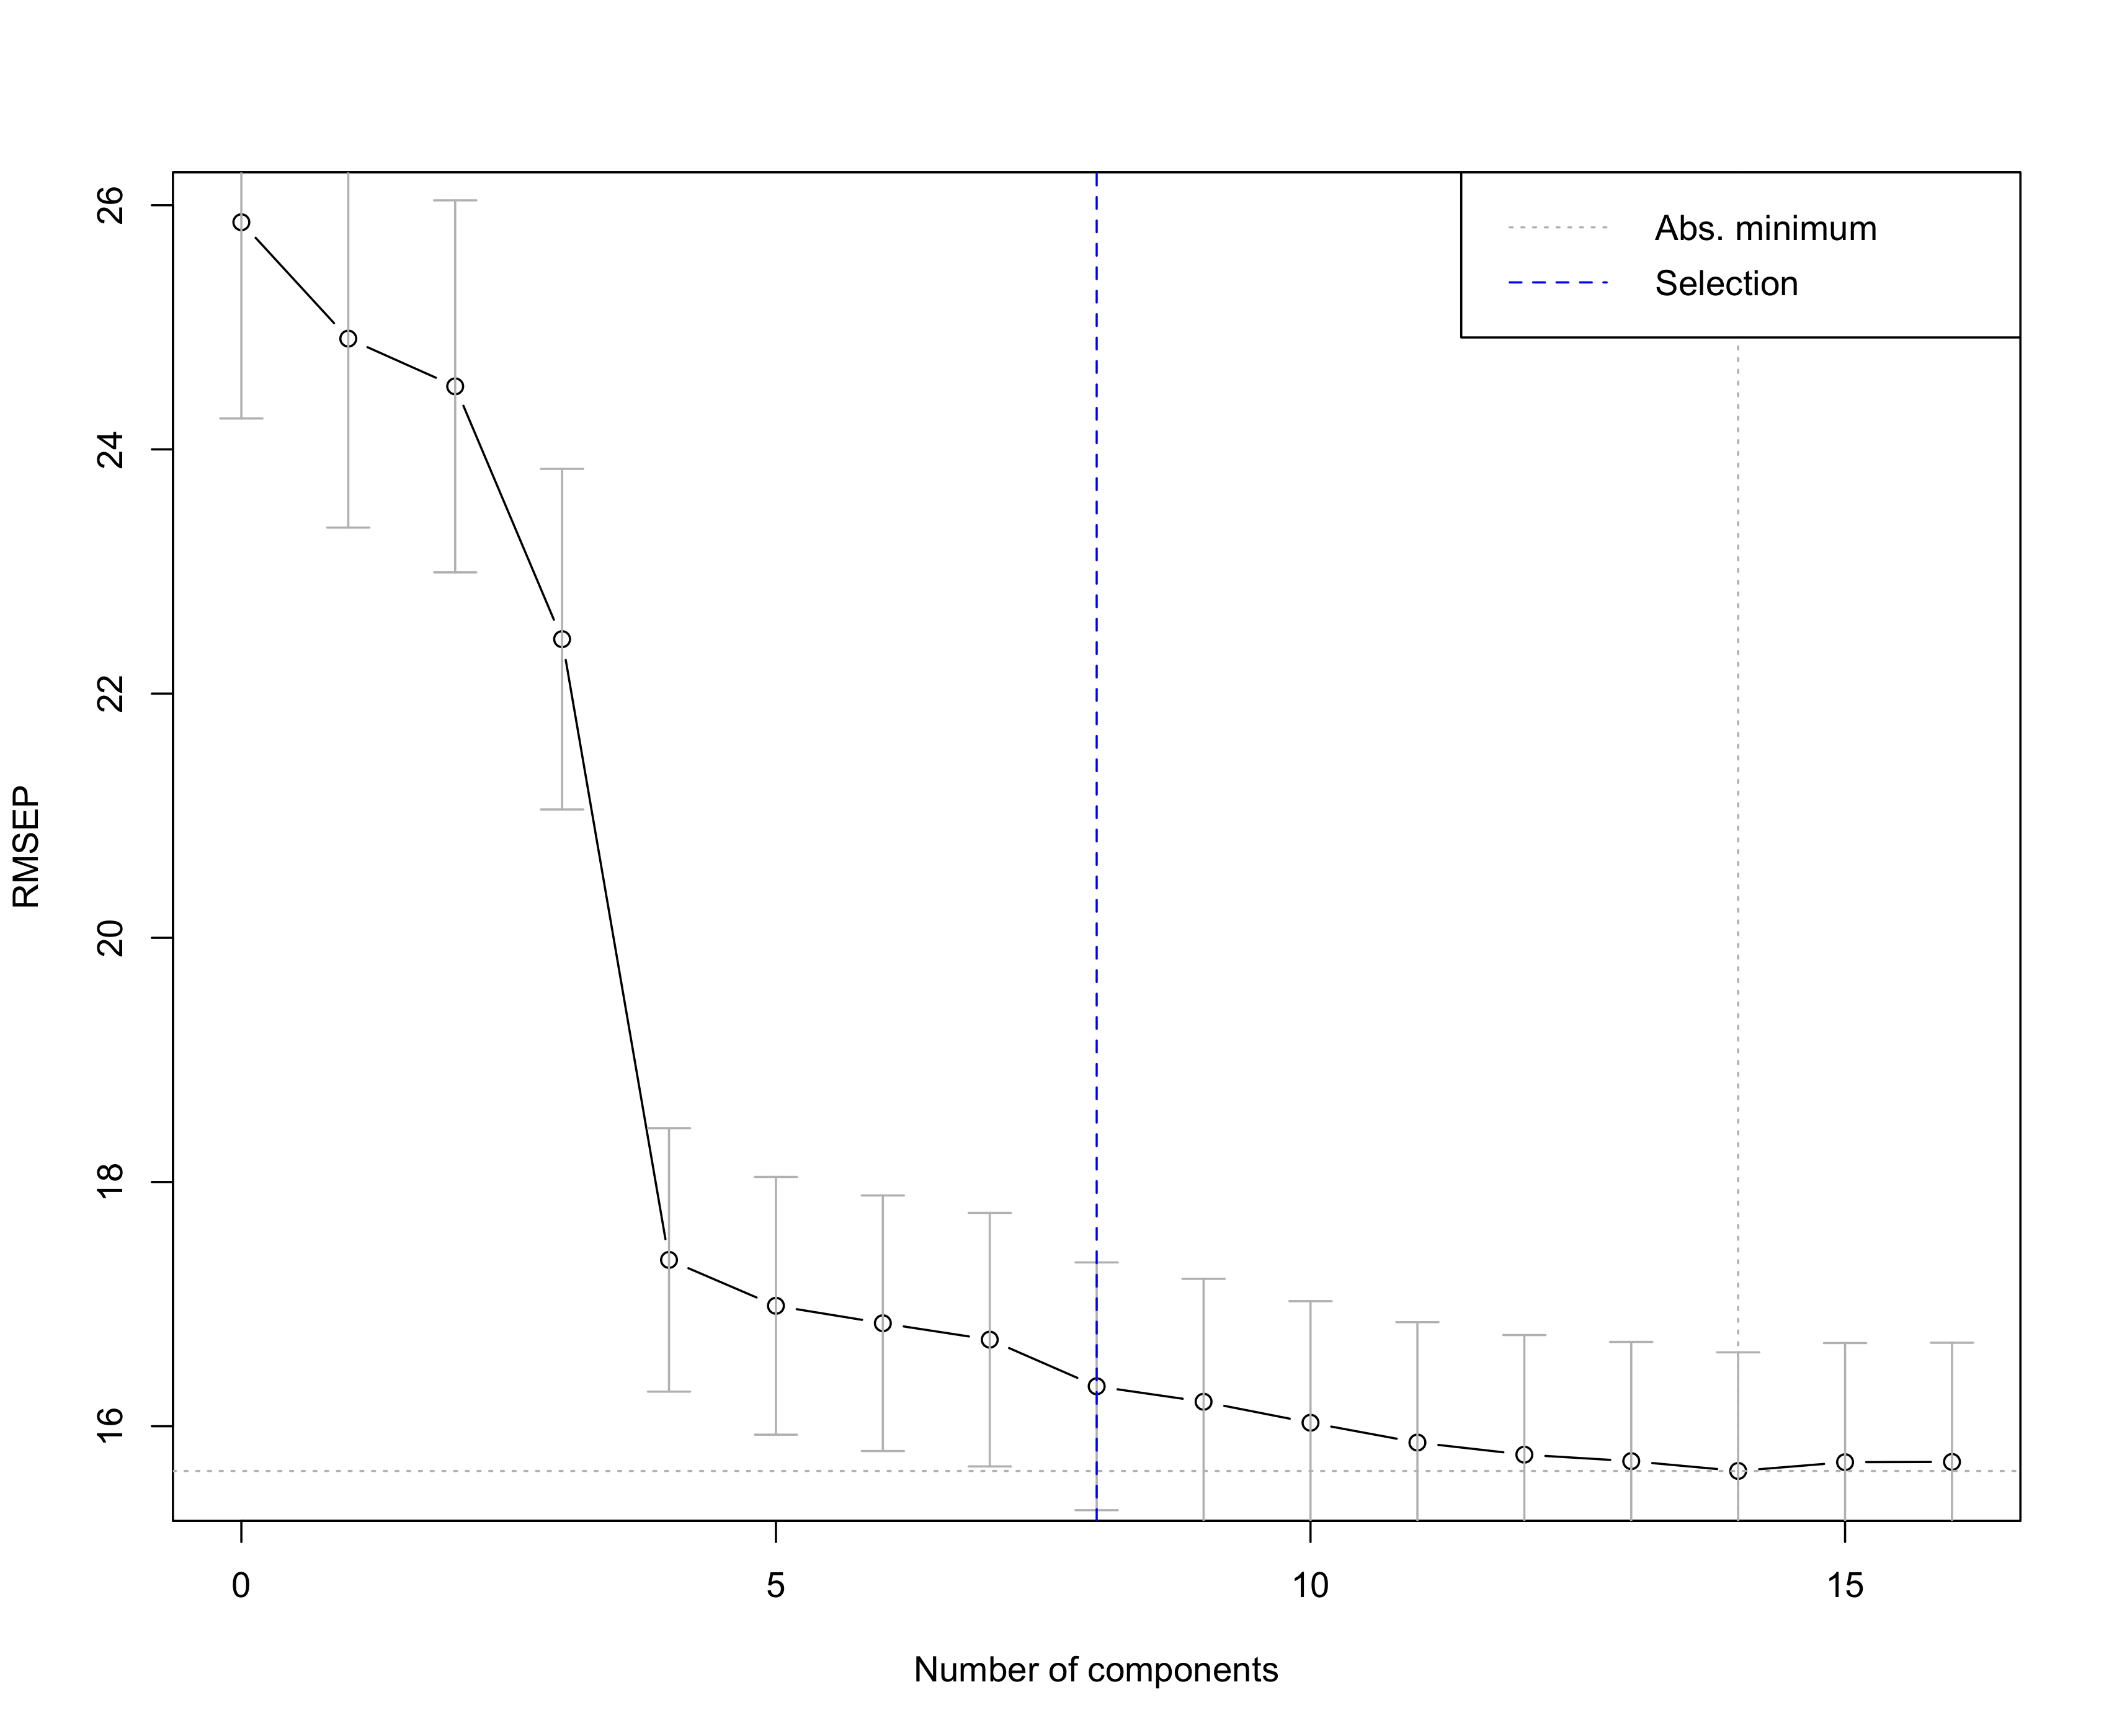 Abs. minimum
Selection
26
24
22
20
18
16
RMSEP
0 5 10 15
Number of components